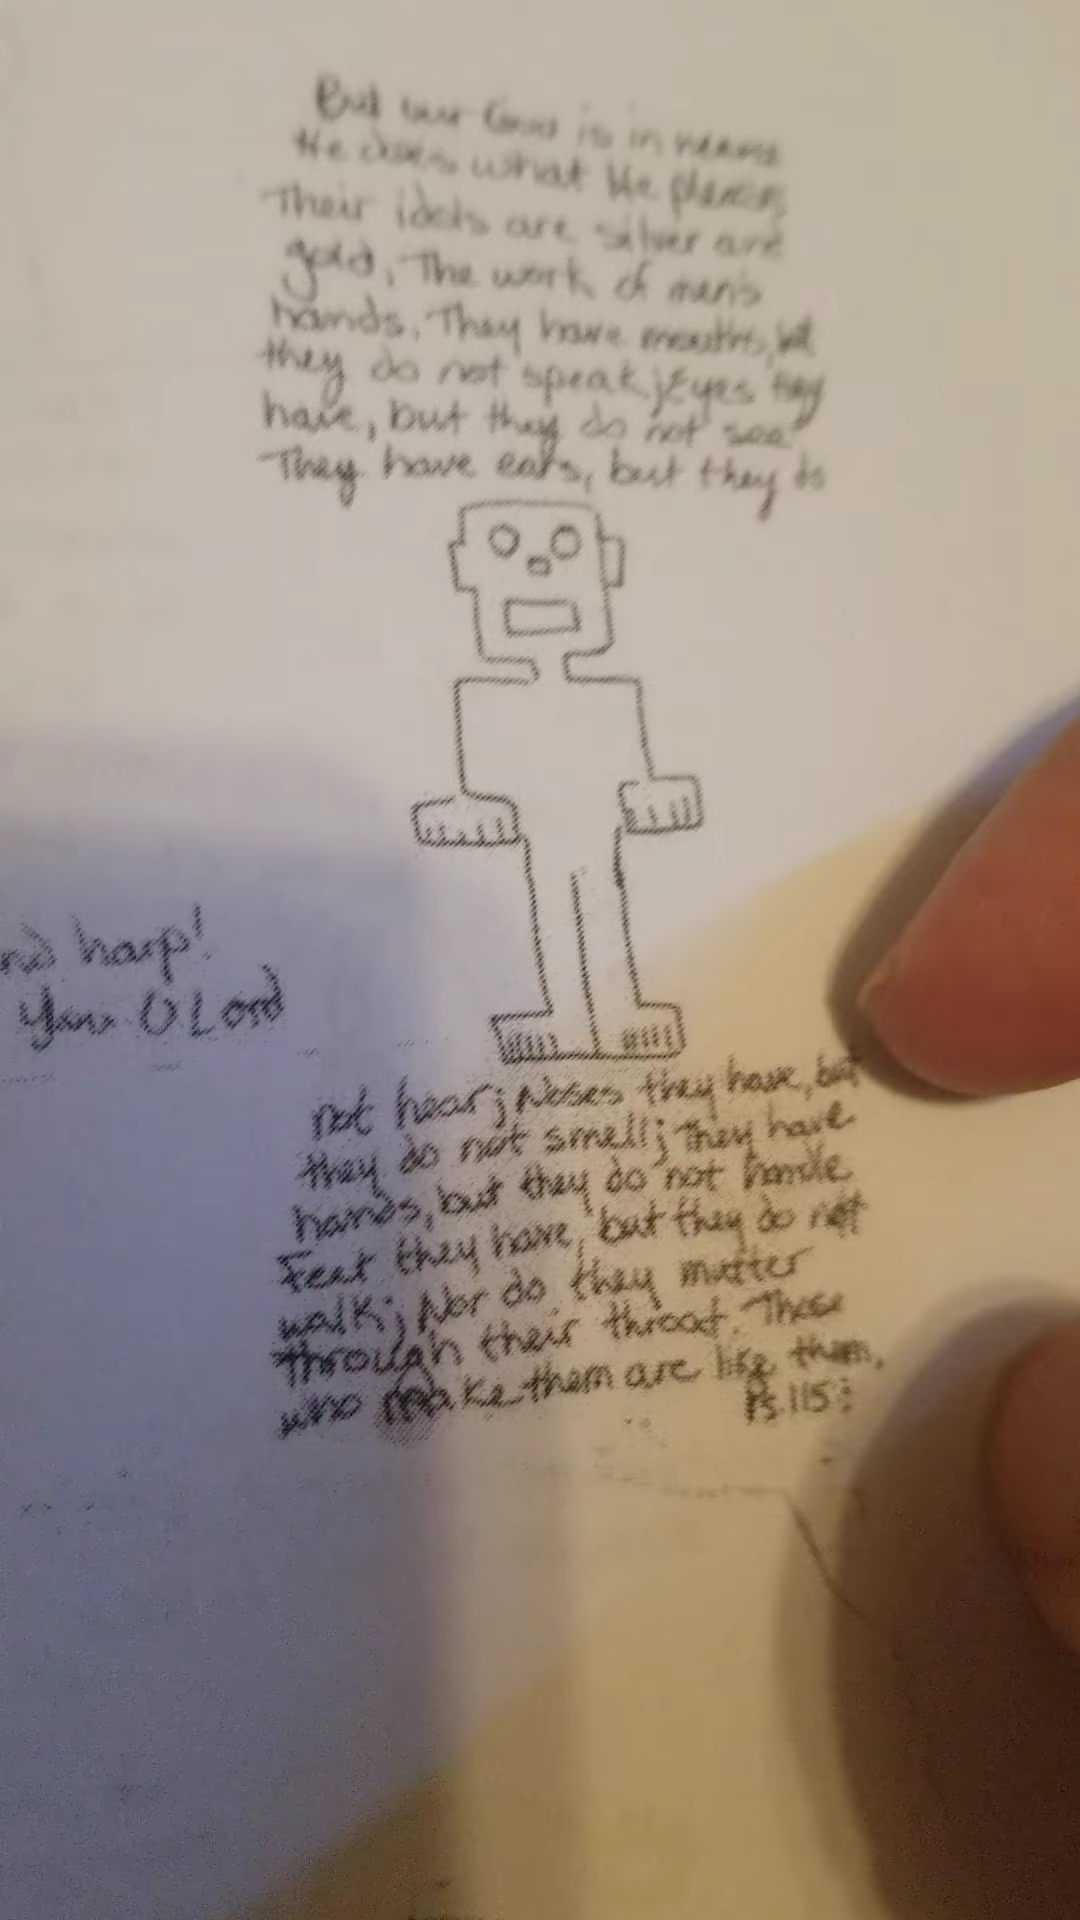 But our God is in heaven
He does what He pleases
Their idols are silver and
gold, The work of men's
hands. They have mouths, but
they do not speak; Eyes they
have, but they do not see;
They have ears, but they do
nd harp!
You O Lord
not hear; Noses they have, but
they do not smell; They have
hands, but they do not handle
Feet they have, but they do not
walk; Nor do they mutter
through their throat. Those
who make them are like them,
Ps. 115: